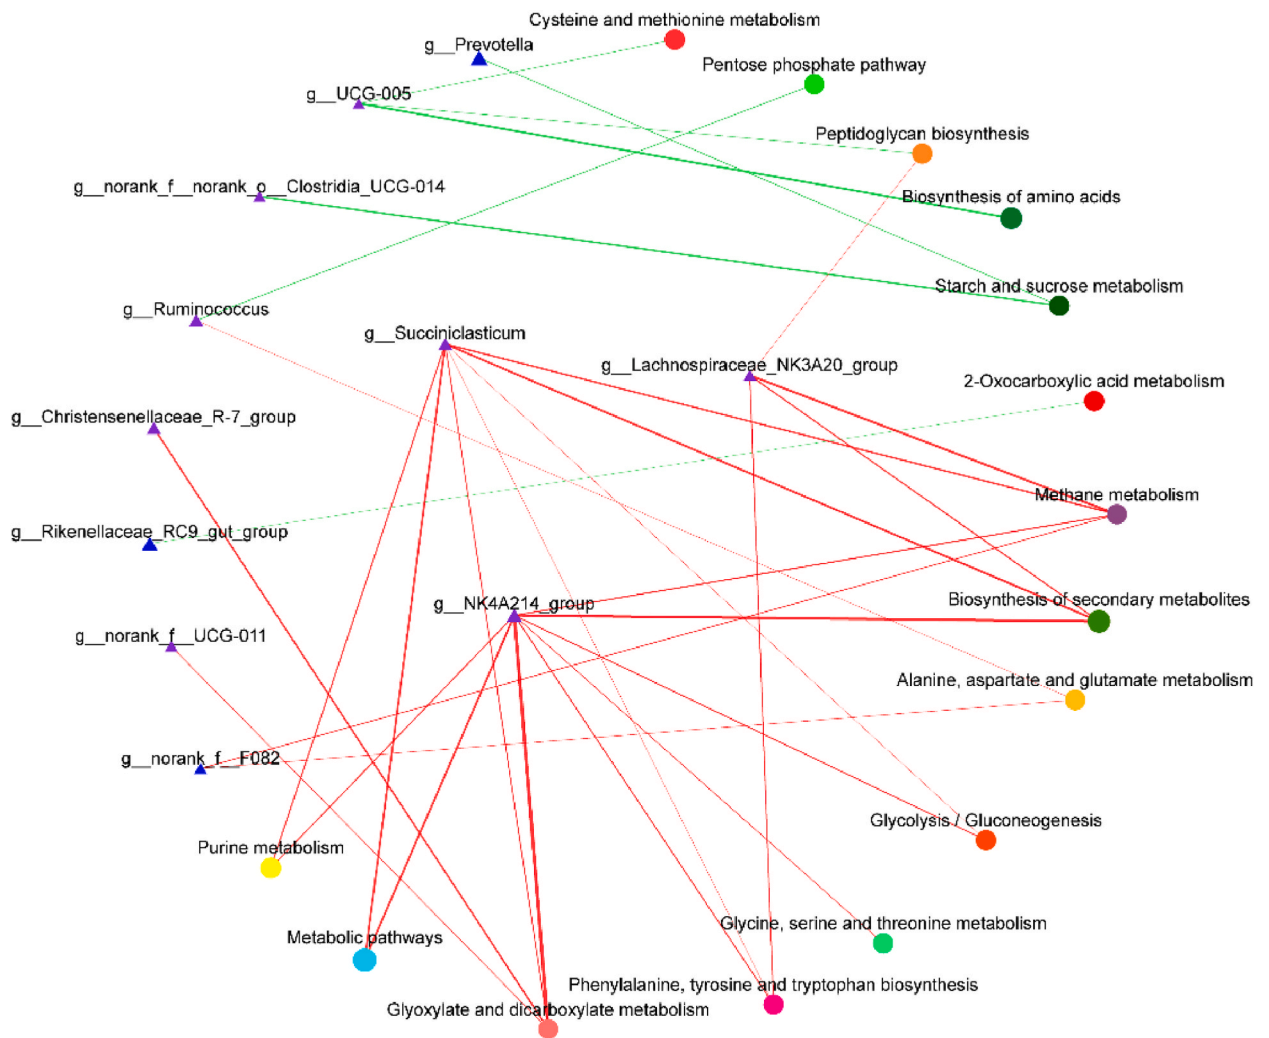 Cysteine and methionine metabolism
g__Prevotella
Pentose phosphate pathway
g__UCG-005
Peptidoglycan biosynthesis
g__norank_f__norank_o__Clostridia_UCG-014
Biosynthesis of amino acids
Starch and sucrose metabolism
g__Ruminococcus
g__Succiniclasticum
g__Lachnospiraceae_NK3A20_group
2-Oxocarboxylic acid metabolism
g__Christensenellaceae_R-7_group
Methane metabolism
g__Rikenellaceae_RC9_gut_group
Biosynthesis of secondary metabolites
g__NK4A214_group
g__norank_f__UCG-011
Alanine, aspartate and glutamate metabolism
g__norank_f__F082
Glycolysis / Gluconeogenesis
Purine metabolism
Glycine, serine and threonine metabolism
Metabolic pathways
Phenylalanine, tyrosine and tryptophan biosynthesis
Glyoxylate and dicarboxylate metabolism